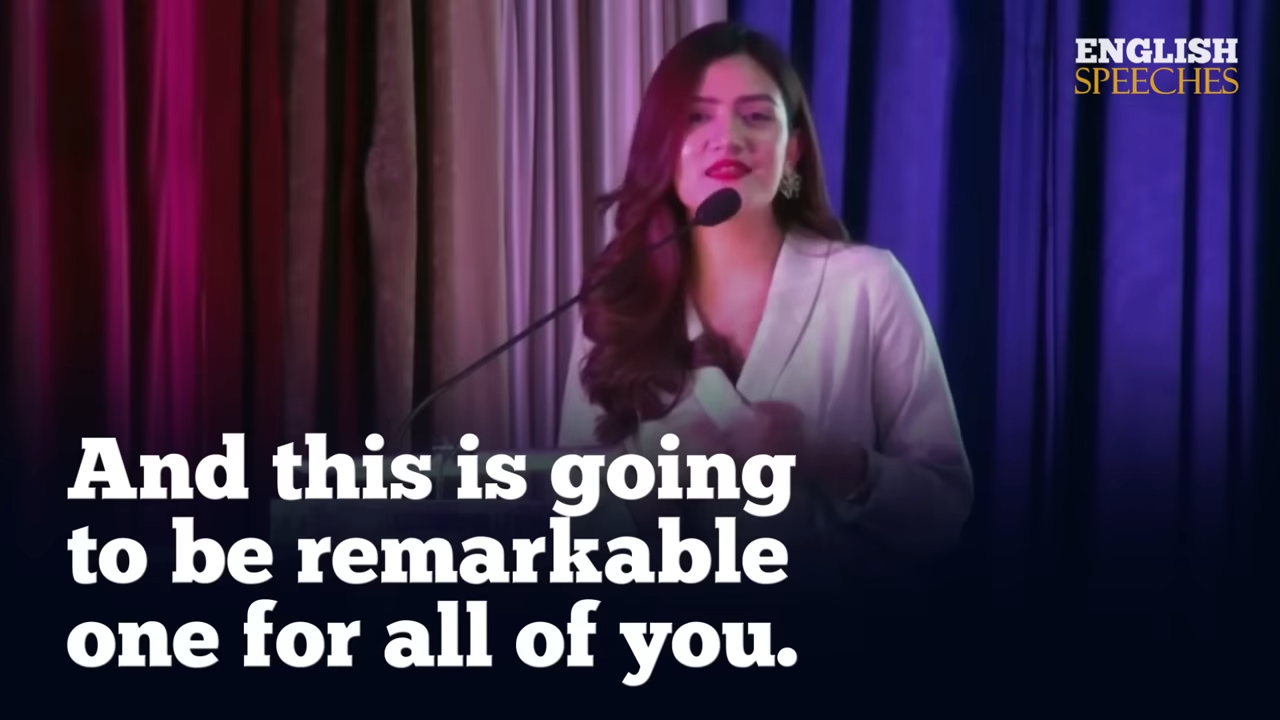 ENGLISH
SPEECHES
And this is going
to be remarkable
one for all of you.